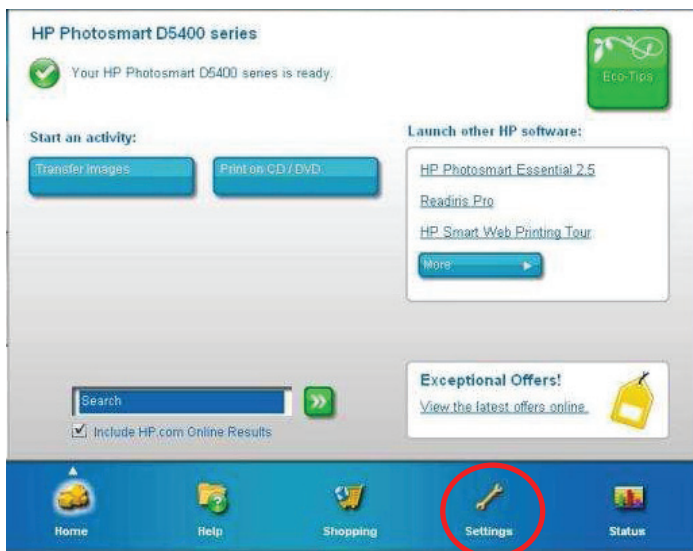 HP Photosmart D5400 series
Your HP Photosmart D5400 series is ready.
Eco-Tips
Start an activity:
Transfer Images
Print on CD / DVD
Launch other HP software:
HP Photosmart Essential 2.5
Readiris Pro
HP Smart Web Printing Tour
More
Search
Include HP.com Online Results
Exceptional Offers!
View the latest offers online.
Home
Help
Shopping
Settings
Status